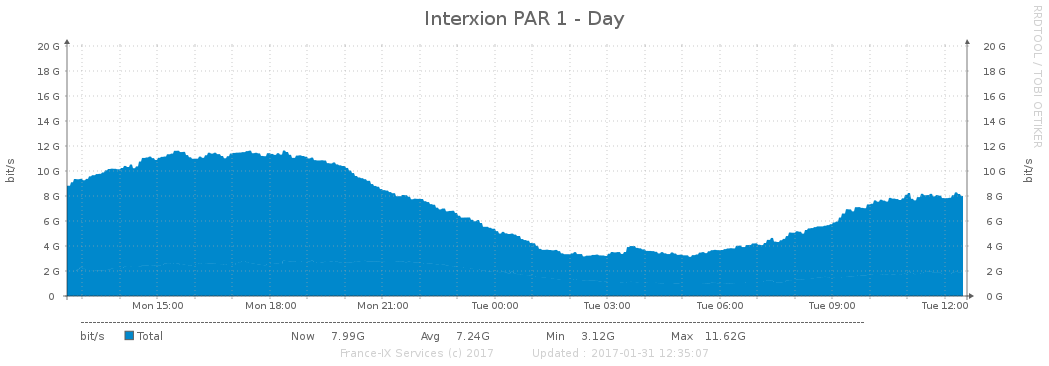 Interxion PAR 1 - Day
RRDTOOL / TOBI OETIKER
bit/s
20 G 20 G
18 G 18 G
16 G 16 G
14 G 14 G
12 G 12 G
10 G 10 G
8 G 8 G
6 G 6 G
4 G 4 G
2 G 2 G
0 0 G
bit/s
Mon 15:00 Mon 18:00 Mon 21:00 Tue 00:00 Tue 03:00 Tue 06:00 Tue 09:00 Tue 12:00
bit/s Total Now 7.99G Avg 7.24G Min 3.12G Max 11.62G
France-IX Services (c) 2017 Updated : 2017-01-31 12:35:07